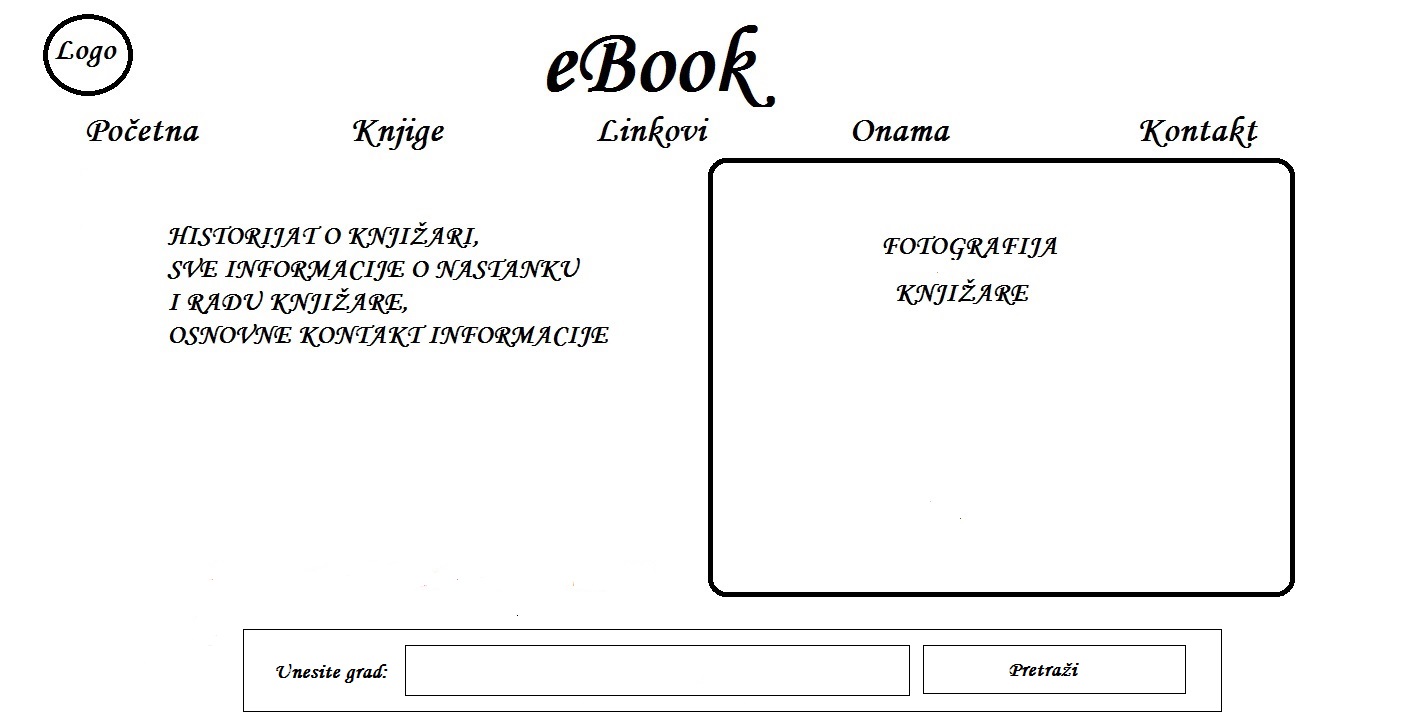 Logo
eBook
Početna Knjige Linkovi Onama Kontakt
HISTORIJAT O KNJIŽARI,
SVE INFORMACIJE O NASTANKU
I RADU KNJIŽARE,
OSNOVNE KONTAKT INFORMACIJE
FOTOGRAFIJA
KNJIŽARE
Unesite grad: Pretraži